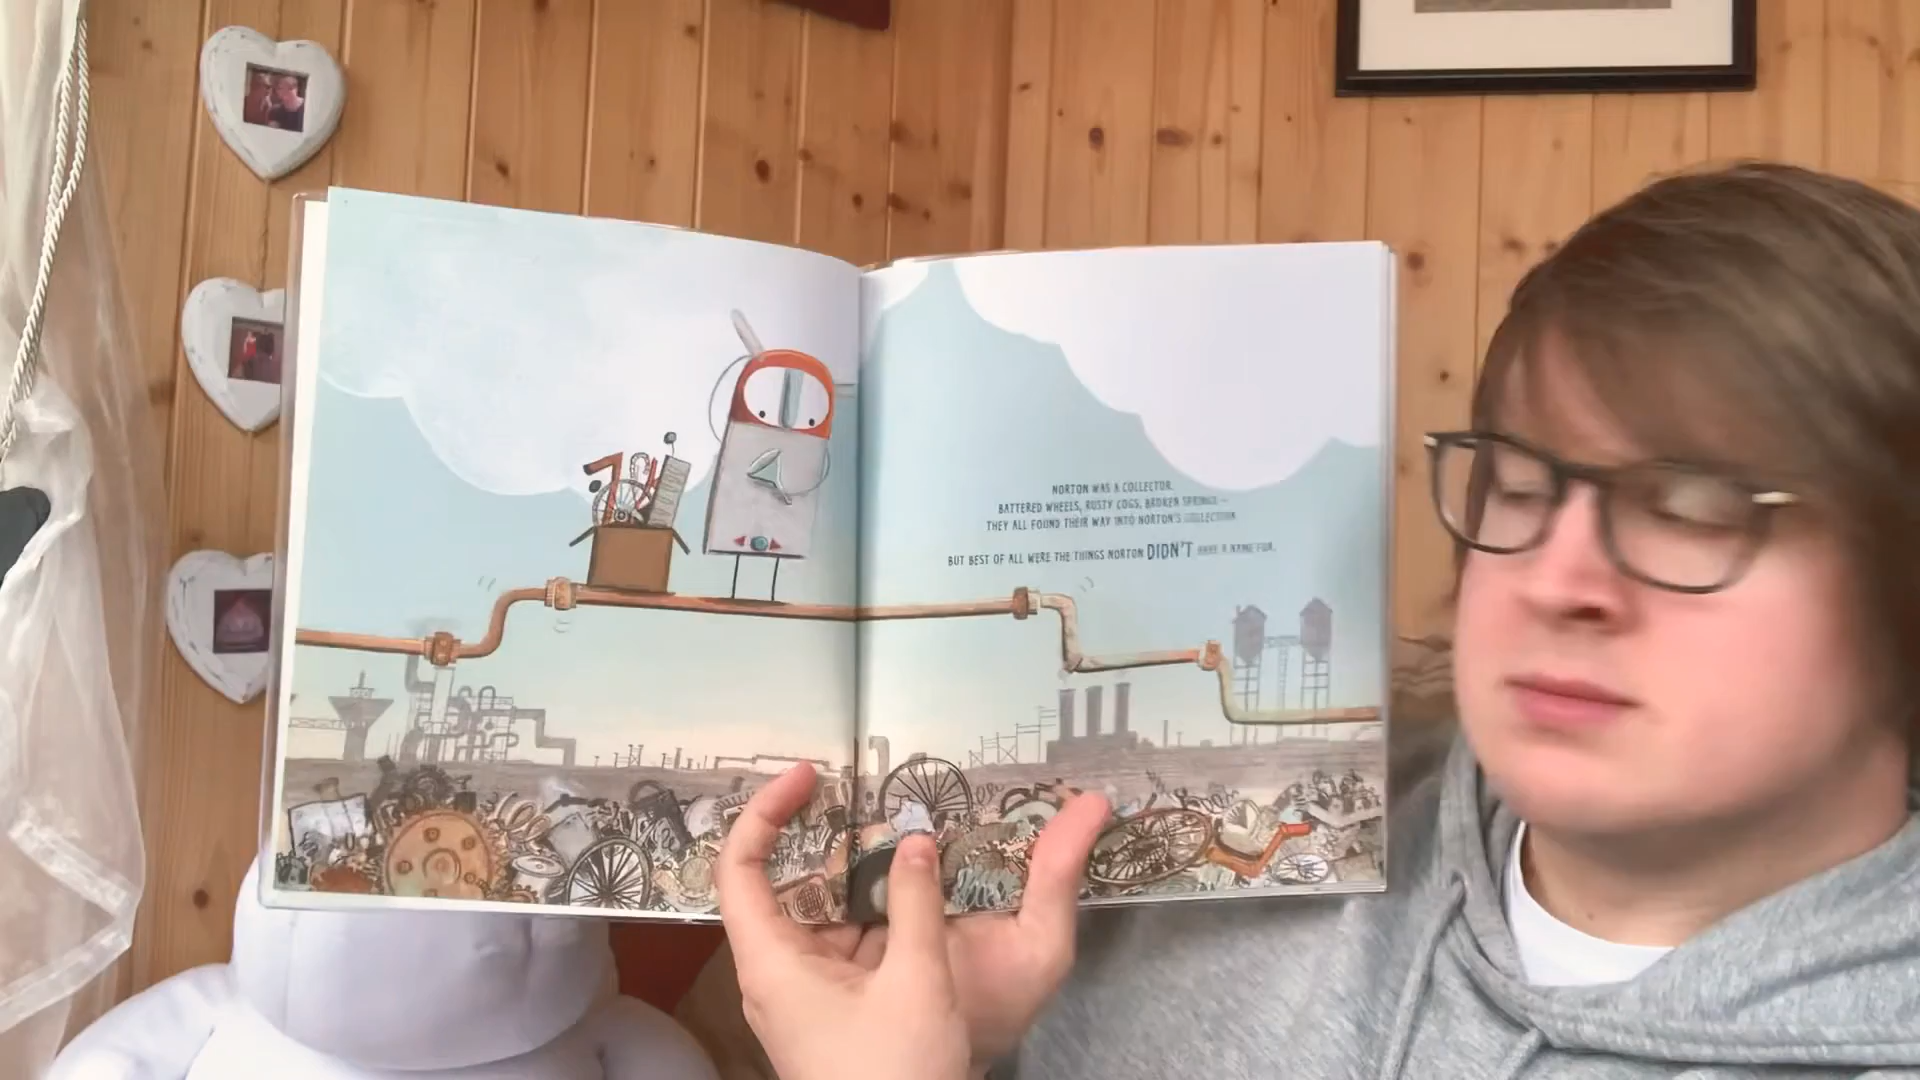 NORTON WAS A COLLECTOR.
BATTERED WHEELS, RUSTY COGS, BROKEN SPRINGS –
THEY ALL FOUND THEIR WAY INTO NORTON'S COLLECTION.
BUT BEST OF ALL WERE THE THINGS NORTON DIDN'T HAVE A NAME FOR.